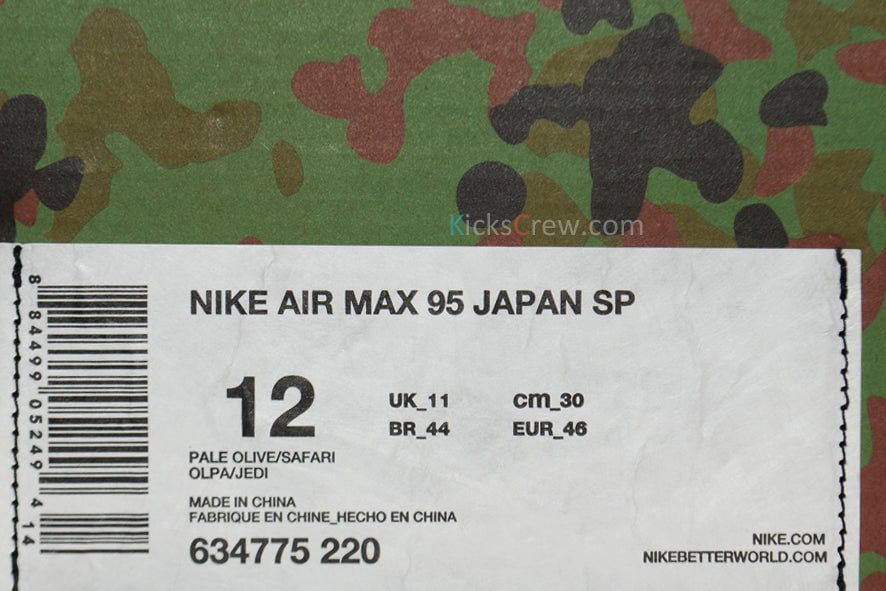 KicksCrew.com
NIKE AIR MAX 95 JAPAN SP
12
UK_11 cm_30
BR_44 EUR_46
PALE OLIVE/SAFARI
OLPA/JEDI
MADE IN CHINA
FABRIQUE EN CHINE_HECHO EN CHINA
634775 220
NIKE.COM
NIKEBETTERWORLD.COM
8 84499 05249 4 14